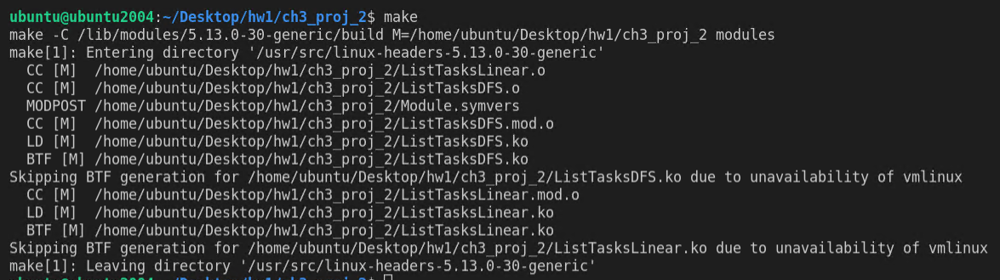 ubuntu@ubuntu2004:~/Desktop/hw1/ch3_proj_2$ make
make -C /lib/modules/5.13.0-30-generic/build M=/home/ubuntu/Desktop/hw1/ch3_proj_2 modules
make[1]: Entering directory '/usr/src/linux-headers-5.13.0-30-generic'
  CC [M]  /home/ubuntu/Desktop/hw1/ch3_proj_2/ListTasksLinear.o
  CC [M]  /home/ubuntu/Desktop/hw1/ch3_proj_2/ListTasksDFS.o
  MODPOST /home/ubuntu/Desktop/hw1/ch3_proj_2/Module.symvers
  CC [M]  /home/ubuntu/Desktop/hw1/ch3_proj_2/ListTasksDFS.mod.o
  LD [M]  /home/ubuntu/Desktop/hw1/ch3_proj_2/ListTasksDFS.ko
  BTF [M] /home/ubuntu/Desktop/hw1/ch3_proj_2/ListTasksDFS.ko
Skipping BTF generation for /home/ubuntu/Desktop/hw1/ch3_proj_2/ListTasksDFS.ko due to unavailability of vmlinux
  CC [M]  /home/ubuntu/Desktop/hw1/ch3_proj_2/ListTasksLinear.mod.o
  LD [M]  /home/ubuntu/Desktop/hw1/ch3_proj_2/ListTasksLinear.ko
  BTF [M] /home/ubuntu/Desktop/hw1/ch3_proj_2/ListTasksLinear.ko
Skipping BTF generation for /home/ubuntu/Desktop/hw1/ch3_proj_2/ListTasksLinear.ko due to unavailability of vmlinux
make[1]: Leaving directory '/usr/src/linux-headers-5.13.0-30-generic'
ubuntu@ubuntu2004:~/Desktop/hw1/ch3_proj_2$